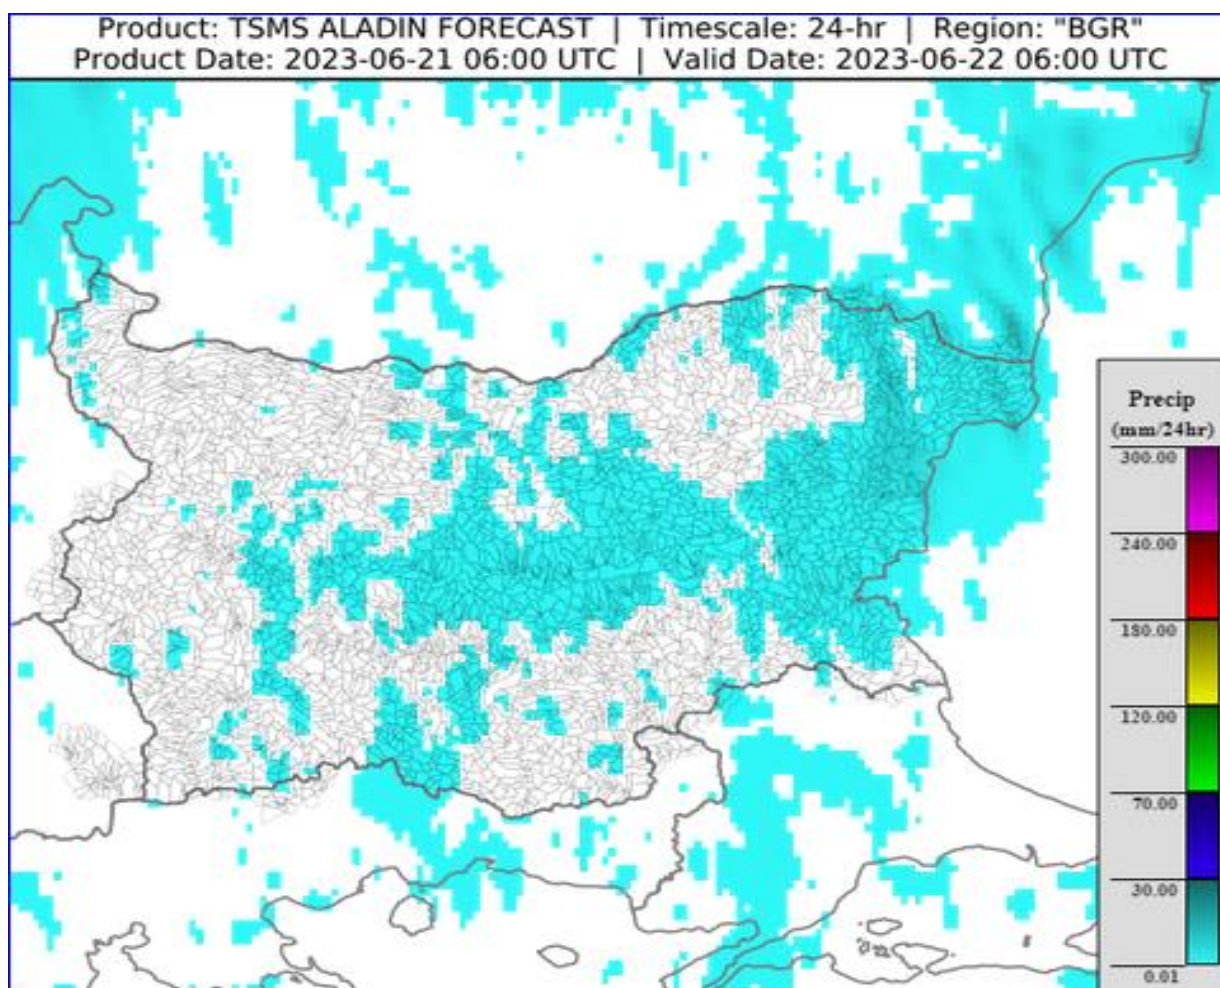 Product: TSMS ALADIN FORECAST | Timescale: 24-hr | Region: "BGR"
Product Date: 2023-06-21 06:00 UTC | Valid Date: 2023-06-22 06:00 UTC
Precip
(mm/24hr)
300.00
240.00
180.00
120.00
70.00
30.00
0.01